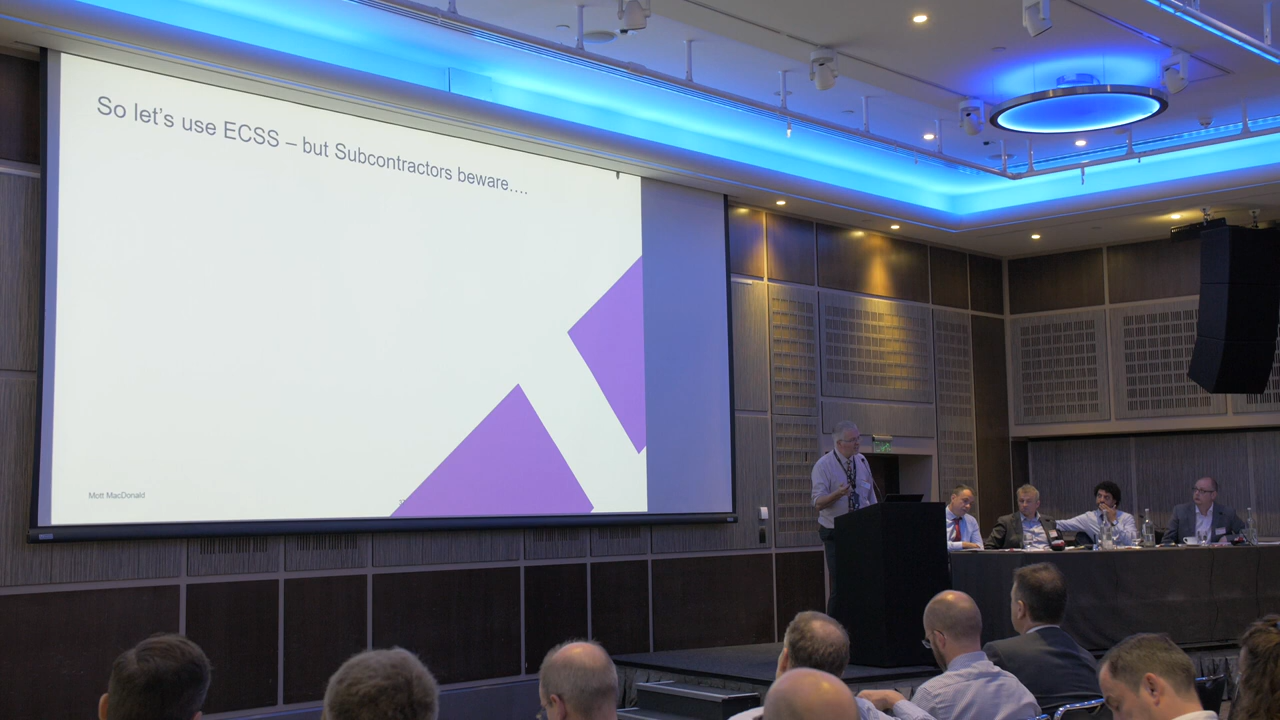 So let's use ECSS – but Subcontractors beware….
Mott MacDonald